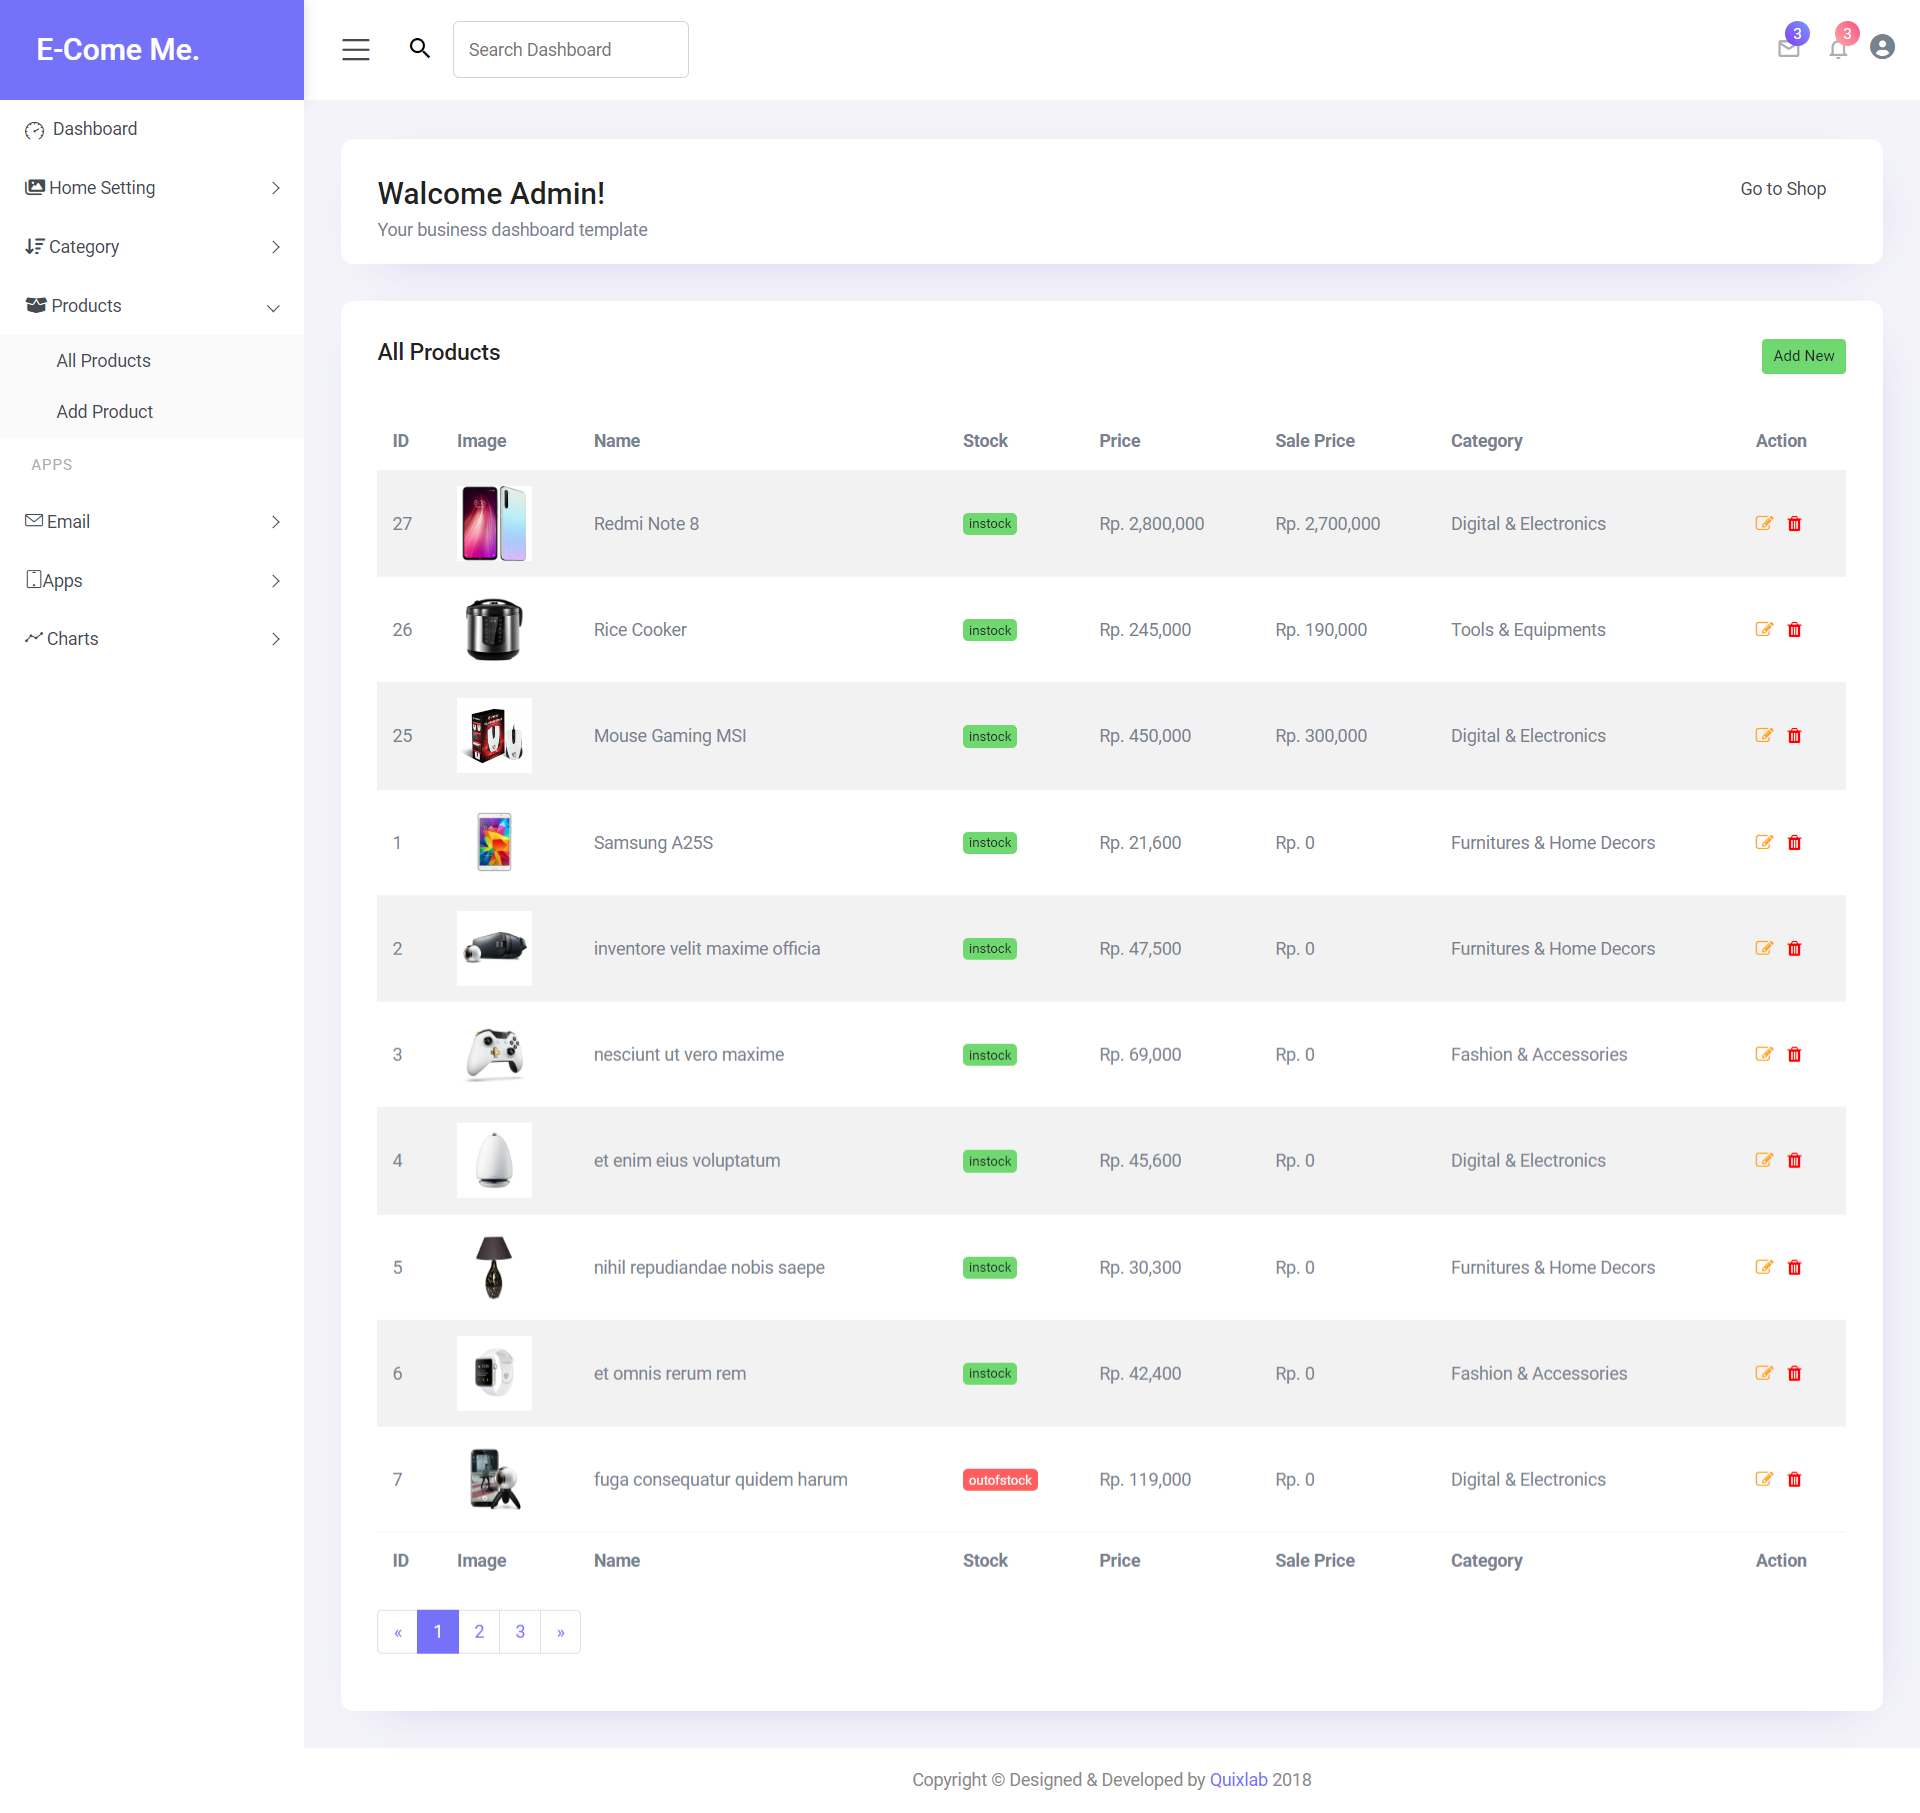 E-Come Me.
Search Dashboard
3
3
Dashboard
Home Setting
Category
Products
All Products
Add Product
APPS
Email
Apps
Charts
Walcome Admin!
Go to Shop
Your business dashboard template
All Products
Add New
ID Image Name Stock Price Sale Price Category Action
27 Redmi Note 8 instock Rp. 2,800,000 Rp. 2,700,000 Digital & Electronics
26 Rice Cooker instock Rp. 245,000 Rp. 190,000 Tools & Equipments
25 Mouse Gaming MSI instock Rp. 450,000 Rp. 300,000 Digital & Electronics
1 Samsung A25S instock Rp. 21,600 Rp. 0 Furnitures & Home Decors
2 inventore velit maxime officia instock Rp. 47,500 Rp. 0 Furnitures & Home Decors
3 nesciunt ut vero maxime instock Rp. 69,000 Rp. 0 Fashion & Accessories
4 et enim eius voluptatum instock Rp. 45,600 Rp. 0 Digital & Electronics
5 nihil repudiandae nobis saepe instock Rp. 30,300 Rp. 0 Furnitures & Home Decors
6 et omnis rerum rem instock Rp. 42,400 Rp. 0 Fashion & Accessories
7 fuga consequatur quidem harum outofstock Rp. 119,000 Rp. 0 Digital & Electronics
ID Image Name Stock Price Sale Price Category Action
« 1 2 3 »
Copyright © Designed & Developed by Quixlab 2018